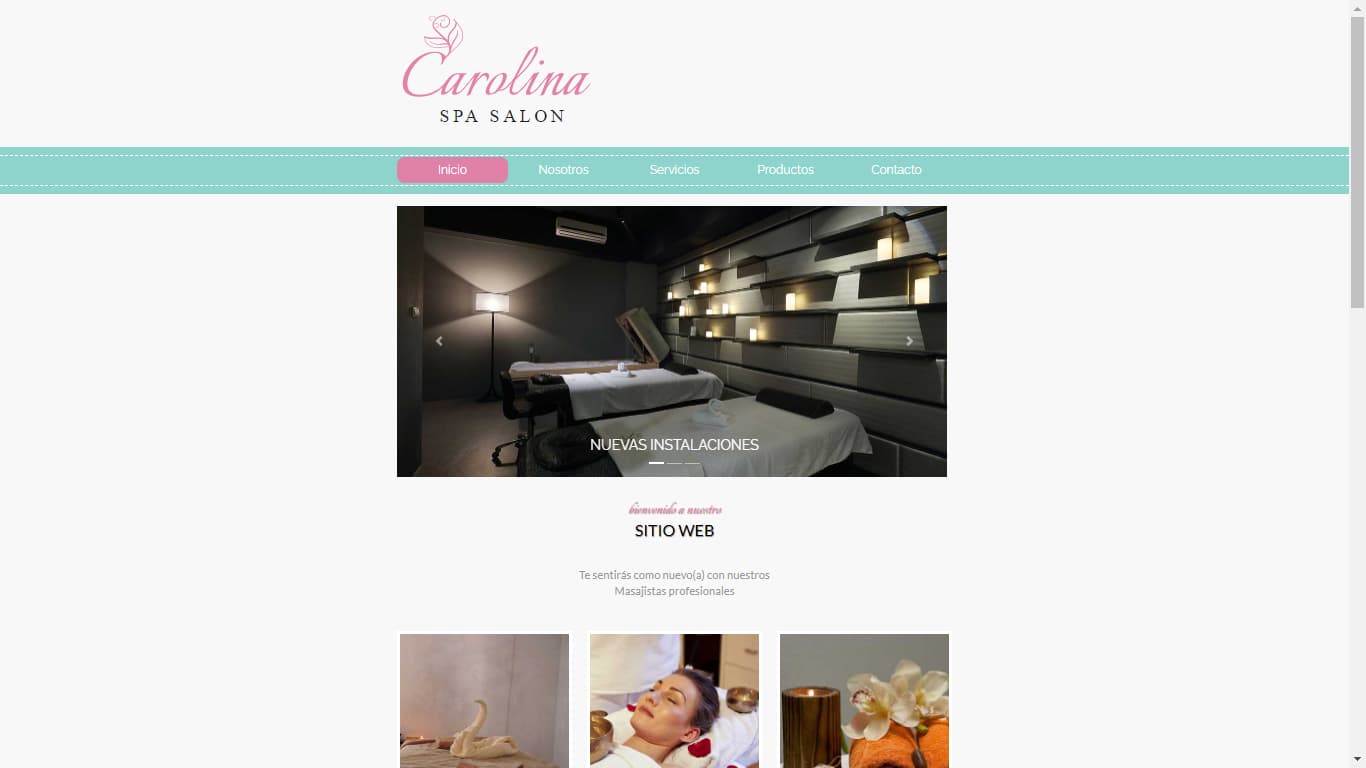 Carolina
SPA SALON
Inicio Nosotros Servicios Productos Contacto
NUEVAS INSTALACIONES
bienvenido a nuestro
SITIO WEB
Te sentirás como nuevo(a) con nuestros
Masajistas profesionales